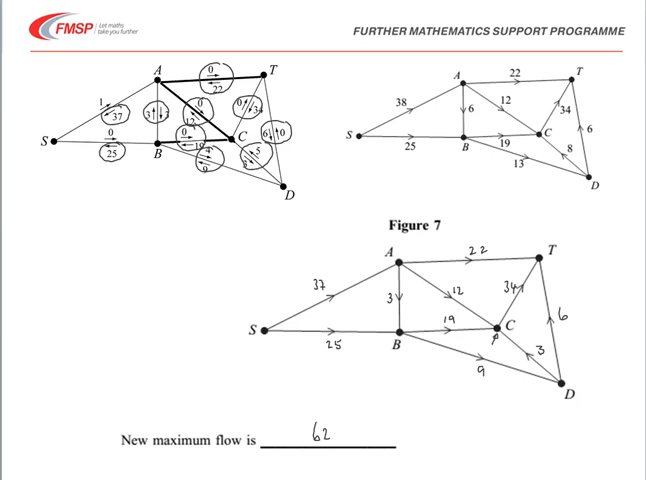 FMSP
Let maths
take you further
FURTHER MATHEMATICS SUPPORT PROGRAMME
A
0
22
T
1
37
3
3
0
12
0
34
S
0
25
0
19
C
6
0
B
4
9
5
3
D
A
22
T
38
12
6
34
6
S
25
B
19
C
8
13
D
Figure 7
A
22
T
37
3
12
34
6
S
25
B
19
C
3
9
D
New maximum flow is 62